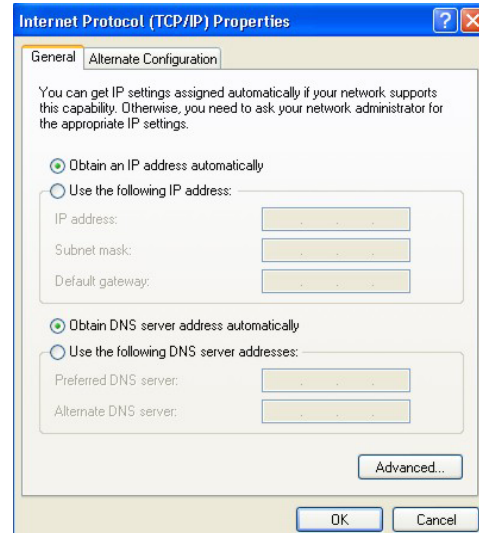 Internet Protocol (TCP/IP) Properties
General Alternate Configuration
You can get IP settings assigned automatically if your network supports
this capability. Otherwise, you need to ask your network administrator for
the appropriate IP settings.
Obtain an IP address automatically
Use the following IP address:
IP address:
Subnet mask:
Default gateway:
Obtain DNS server address automatically
Use the following DNS server addresses:
Preferred DNS server:
Alternate DNS server:
Advanced...
OK Cancel